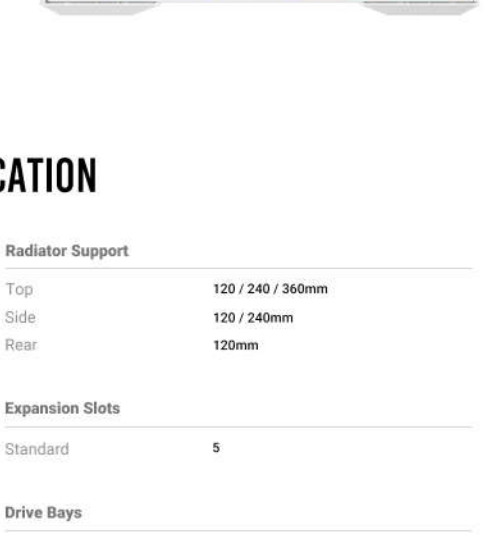 CATION
Radiator Support
Top 120 / 240 / 360mm
Side 120 / 240mm
Rear 120mm
Expansion Slots
Standard 5
Drive Bays